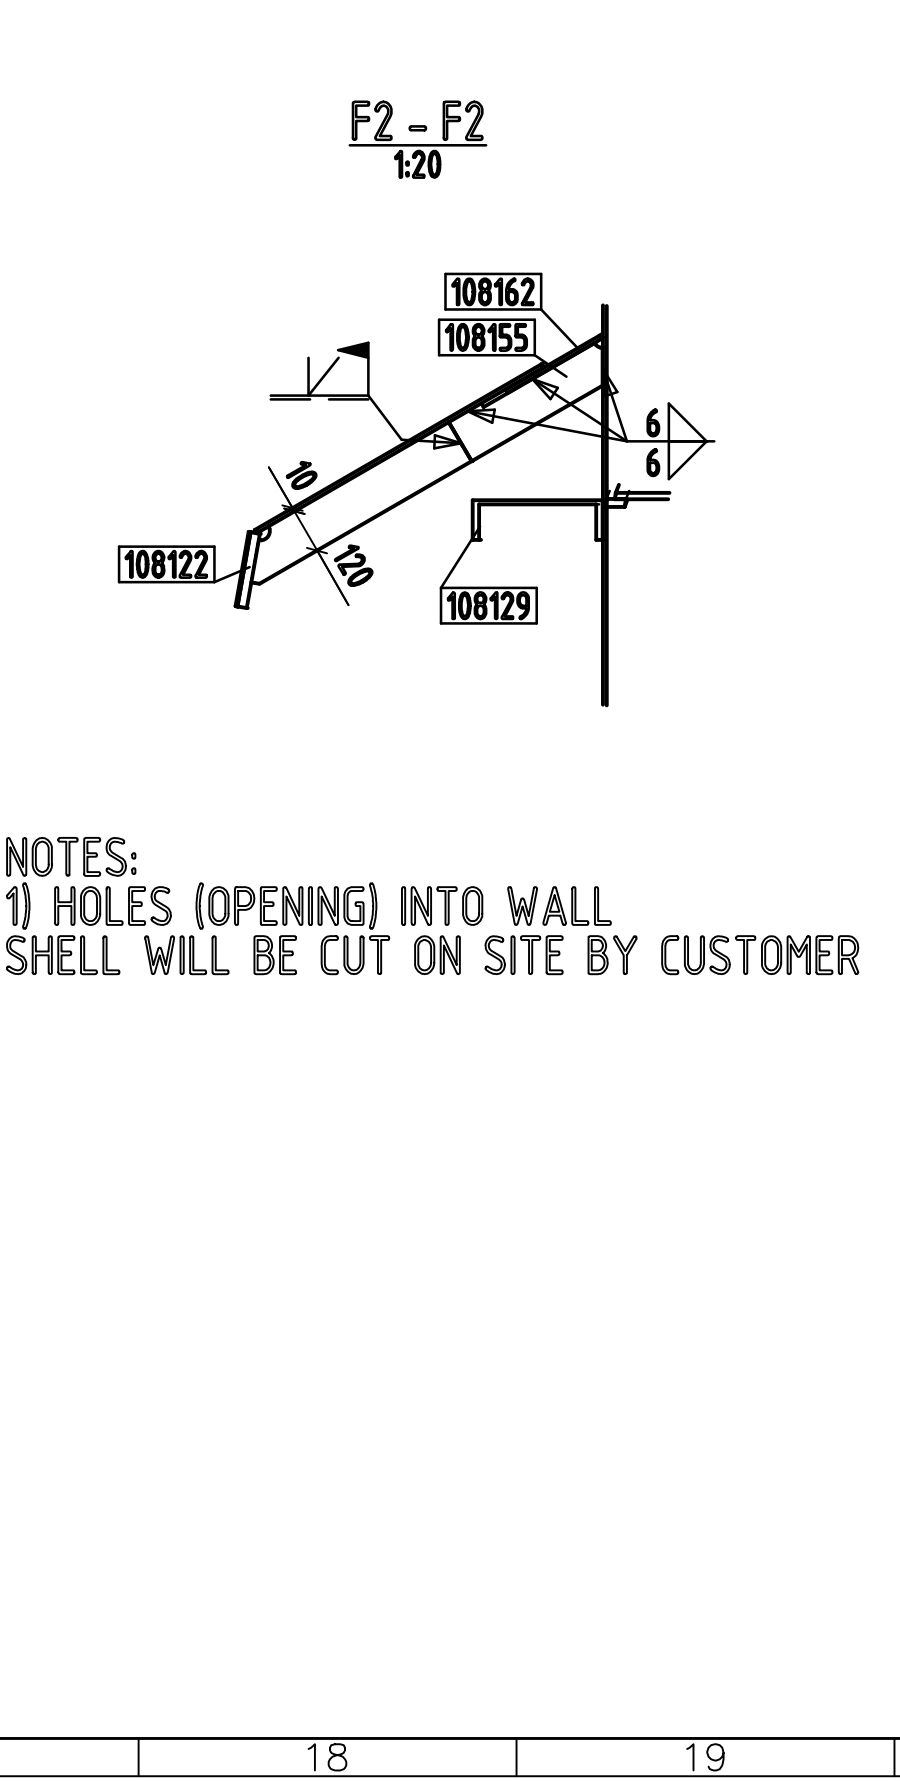 F2 - F2
1:20
108162
108155
6
6
10
120
108122
108129
NOTES:
1) HOLES (OPENING) INTO WALL
SHELL WILL BE CUT ON SITE BY CUSTOMER
18
19